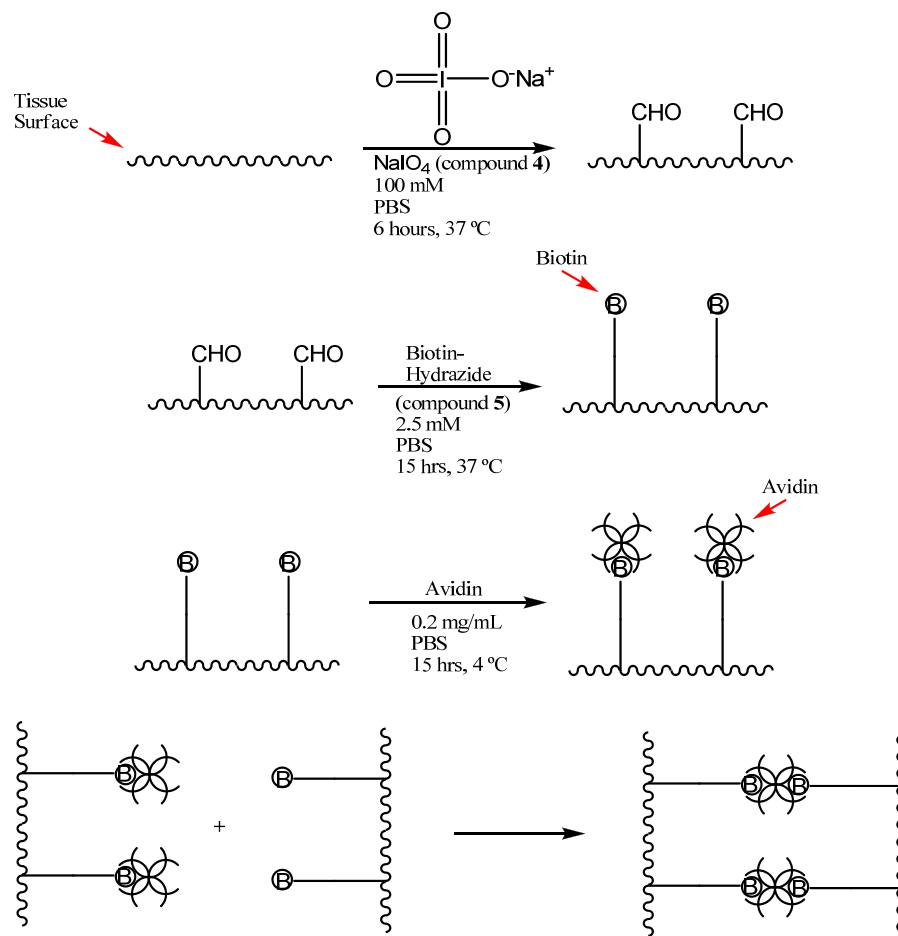 O
O
I
O⁻Na⁺
O
Tissue
Surface
NaIO₄ (compound 4)
100 mM
PBS
6 hours, 37 ºC
CHO
CHO
Biotin
B
B
CHO
CHO
Biotin-
Hydrazide
(compound 5)
2.5 mM
PBS
15 hrs, 37 ºC
Avidin
B
B
Avidin
0.2 mg/mL
PBS
15 hrs, 4 ºC
B
B
B
B
+
B
B
B
B
B
B